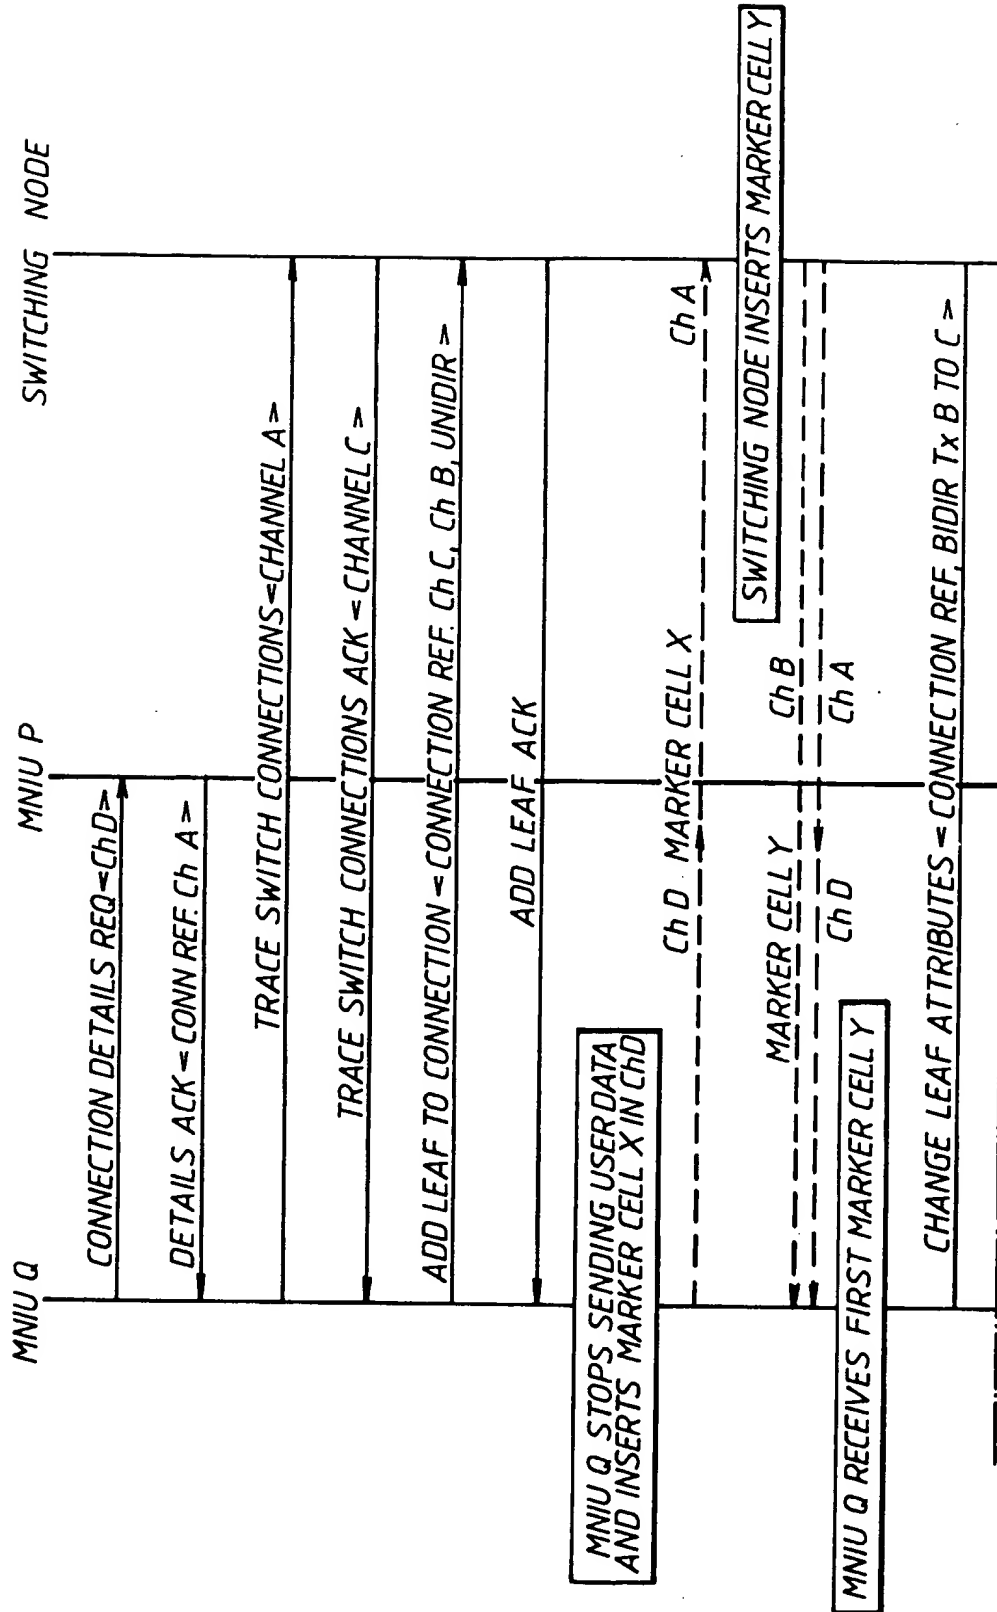 MNIU Q
MNIU P
SWITCHING NODE
CONNECTION DETAILS REQ<ChD>
DETAILS ACK<CONN REF. Ch A>
TRACE SWITCH CONNECTIONS<CHANNEL A>
TRACE SWITCH CONNECTIONS ACK <CHANNEL C>
ADD LEAF TO CONNECTION <CONNECTION REF. Ch C, Ch B, UNIDIR>
ADD LEAF ACK
MNIU Q STOPS SENDING USER DATA
AND INSERTS MARKER CELL X IN ChD
Ch D MARKER CELL X
Ch A
SWITCHING NODE INSERTS MARKER CELL Y
MARKER CELL Y
Ch B
Ch D
Ch A
MNIU Q RECEIVES FIRST MARKER CELL Y
CHANGE LEAF ATTRIBUTES <CONNECTION REF, BIDIR Tx B TO C>